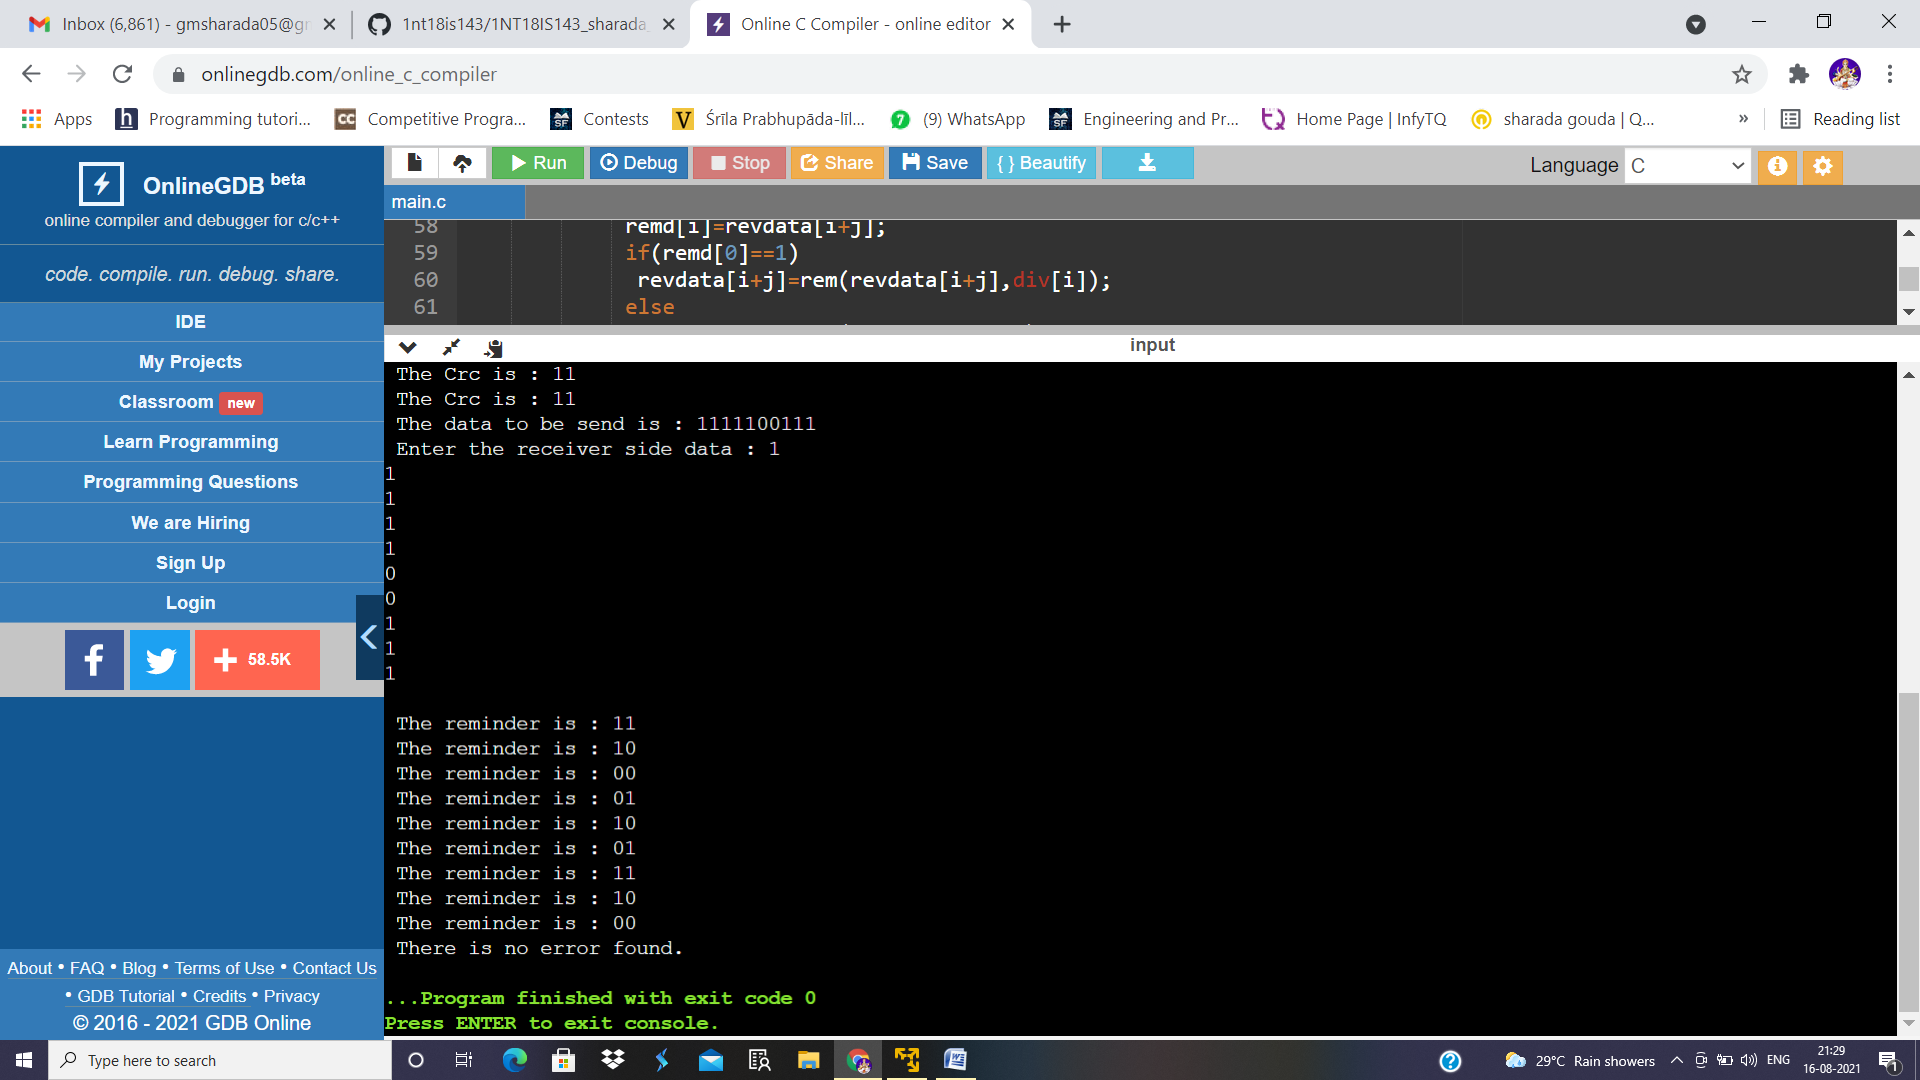 Inbox (6,861) - gmsharada05@gm
1nt18is143/1NT18IS143_sharada_
Online C Compiler - online editor
onlinegdb.com/online_c_compiler
Apps
h Programming tutori...
CC Competitive Progra...
SF Contests
V Śrīla Prabhupāda-līl...
7 (9) WhatsApp
SF Engineering and Pr...
Home Page | InfyTQ
sharada gouda | Q...
»
Reading list
OnlineGDB beta
online compiler and debugger for c/c++
code. compile. run. debug. share.
IDE
My Projects
Classroom new
Learn Programming
Programming Questions
We are Hiring
Sign Up
Login
f + 58.5K
About • FAQ • Blog • Terms of Use • Contact Us
• GDB Tutorial • Credits • Privacy
© 2016 - 2021 GDB Online
Run Debug Stop Share Save { } Beautify
Language C
main.c
58 remd[i]=revdata[i+j];
59 if(remd[0]==1)
60 revdata[i+j]=rem(revdata[i+j],div[i]);
61 else
input
The Crc is : 11
The Crc is : 11
The data to be send is : 1111100111
Enter the receiver side data : 1
1
1
1
1
0
0
1
1
1
The reminder is : 11
The reminder is : 10
The reminder is : 00
The reminder is : 01
The reminder is : 10
The reminder is : 01
The reminder is : 11
The reminder is : 10
The reminder is : 00
There is no error found.
...Program finished with exit code 0
Press ENTER to exit console.
Type here to search
29°C Rain showers
ENG
21:29
16-08-2021
1